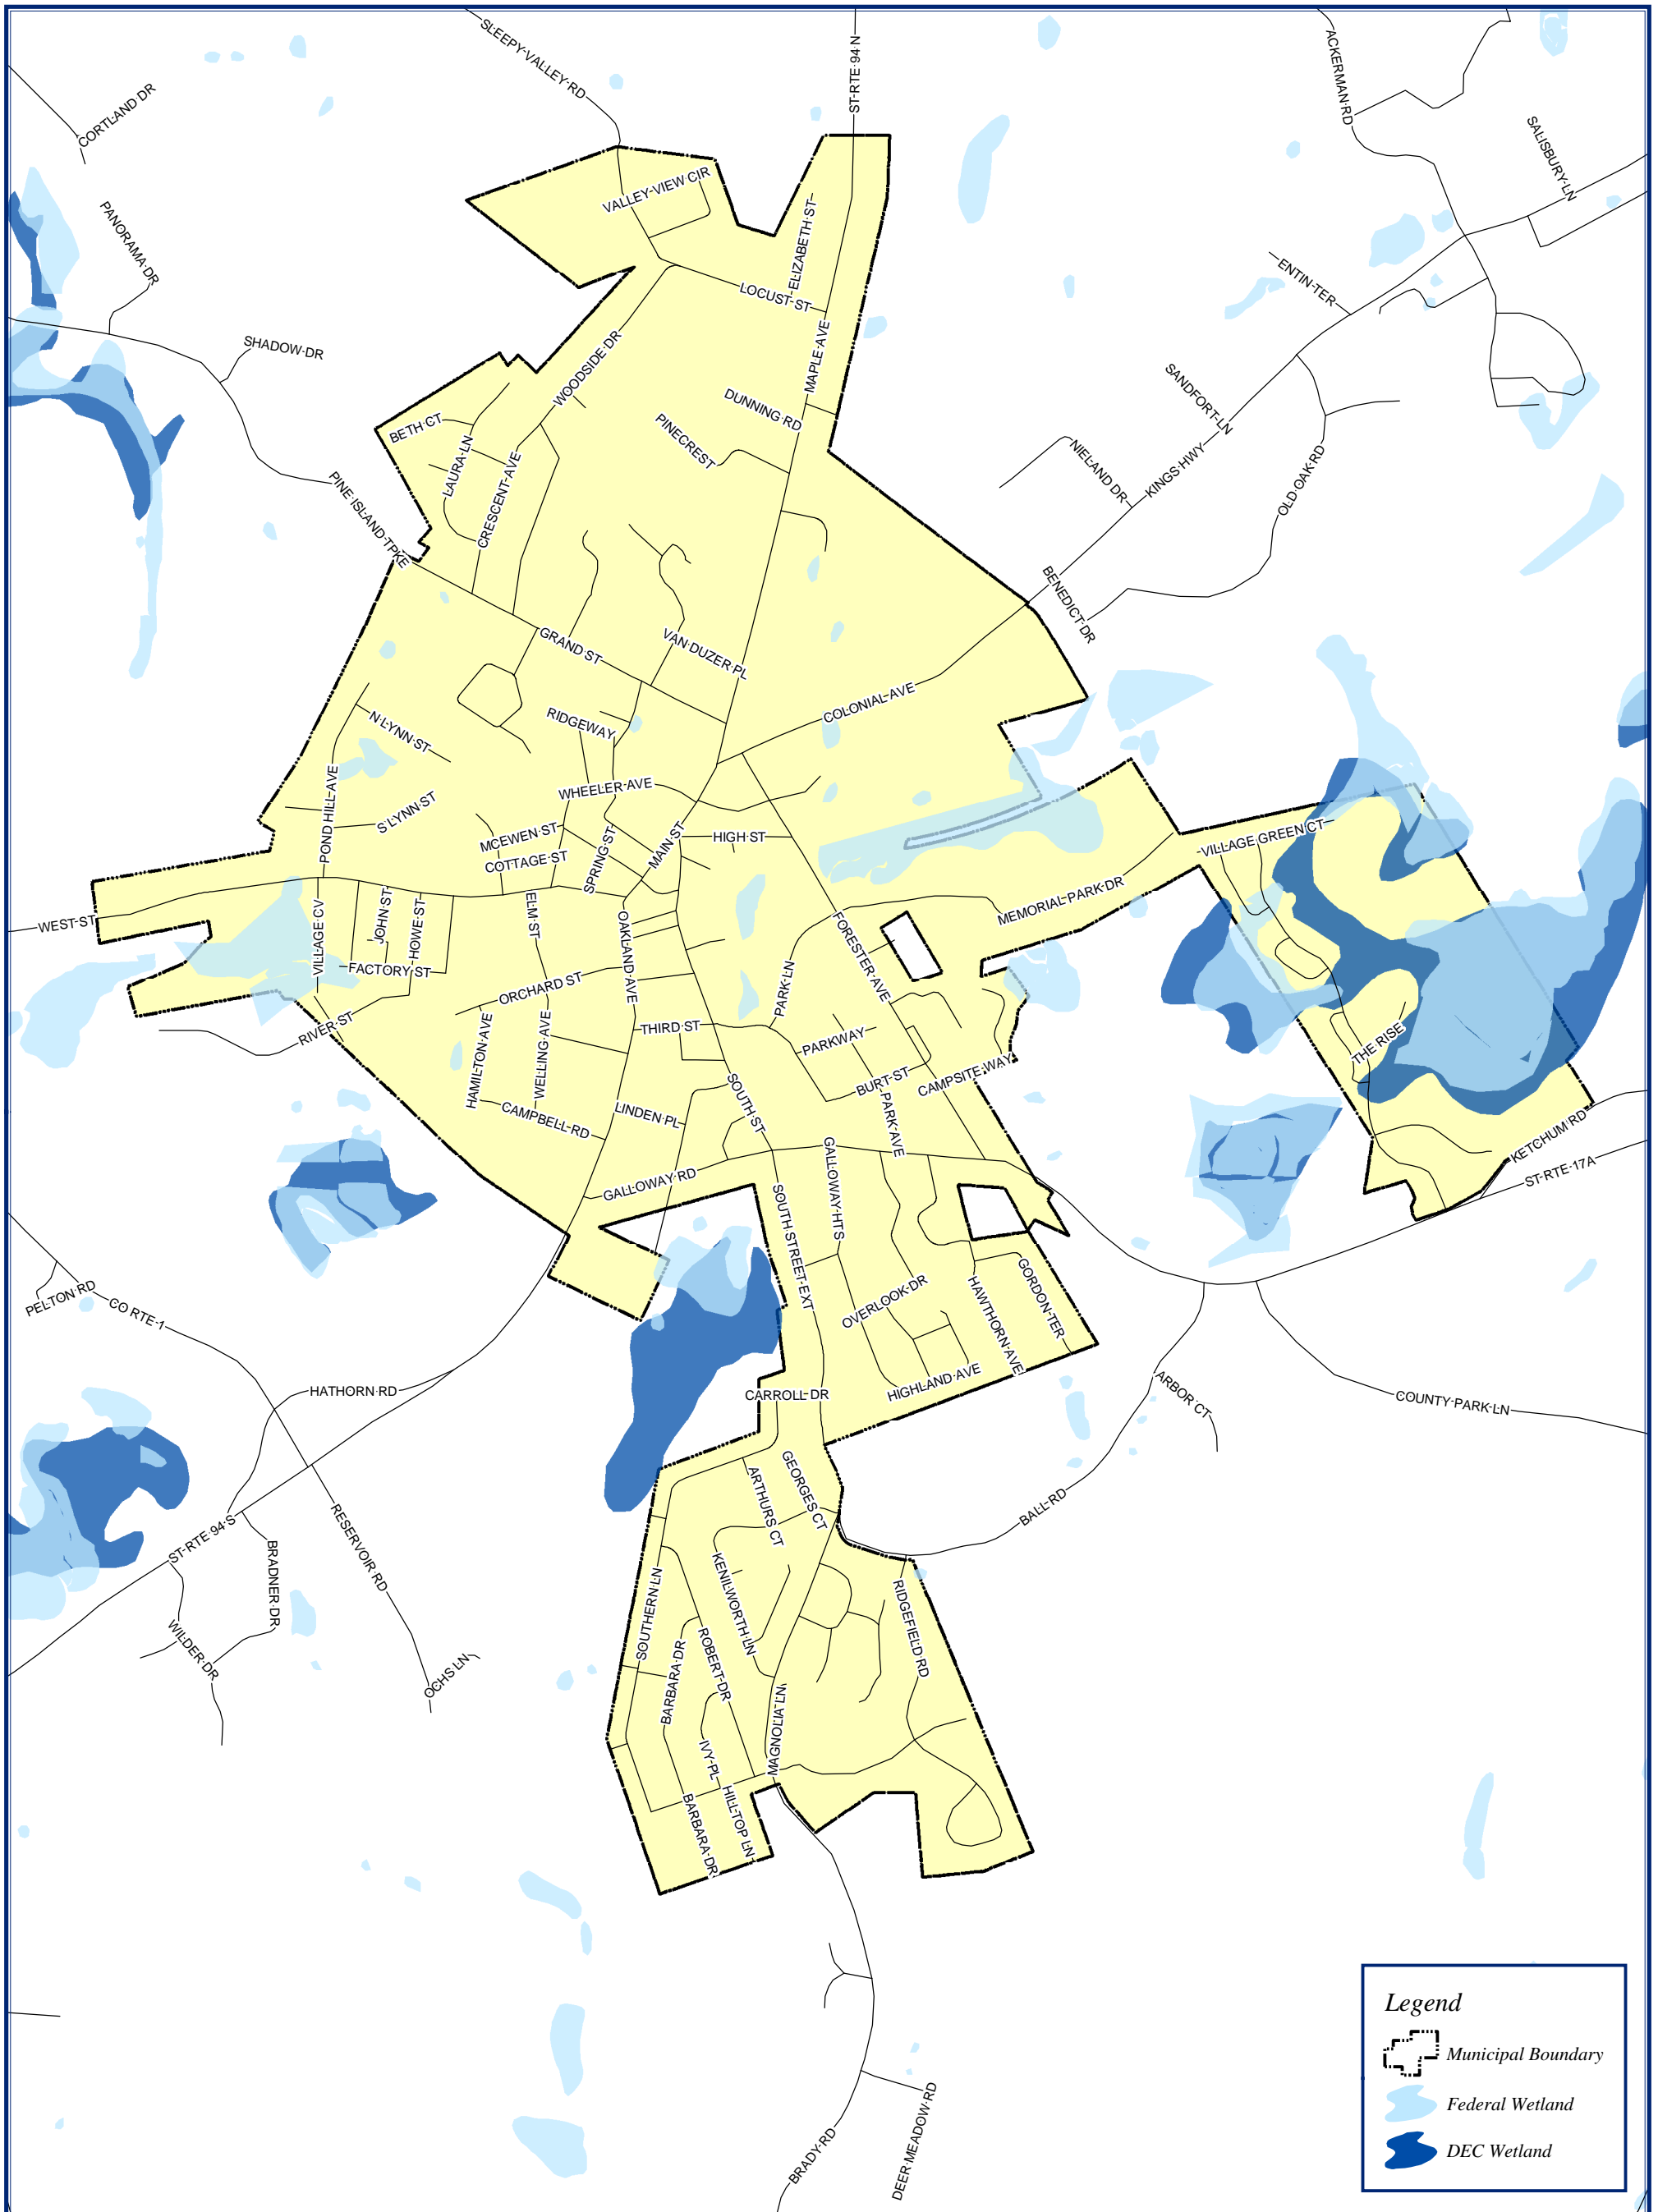 SLEEPY VALLEY RD
ST RTE 94 N
ACKERMAN RD
CORTLAND DR
SALISBURY LN
VALLEY VIEW CIR
PANORAMA DR
ELIZABETH ST
ENTIN TER
LOCUST ST
SHADOW DR
WOODSIDE DR
MAPLE AVE
SANDFORT LN
DUNNING RD
BETH CT
PINECREST
LAURA LN
CRESCENT AVE
NIELAND DR
KINGS HWY
OLD OAK RD
PINE ISLAND TPKE
BENEDICT DR
GRAND ST
VAN DUZER PL
COLONIAL AVE
RIDGEWAY
N LYNN ST
WHEELER AVE
POND HILL AVE
S LYNN ST
MCEWEN ST
COTTAGE ST
SPRING ST
MAIN ST
HIGH ST
VILLAGE GREEN CT
MEMORIAL PARK DR
WEST ST
VILLAGE CV
JOHN ST
HOWE ST
ELM ST
OAKLAND AVE
FORESTER AVE
FACTORY ST
ORCHARD ST
PARK LN
RIVER ST
THIRD ST
PARKWAY
THE RISE
HAMILTON AVE
WELLING AVE
BURT ST
CAMPSITE WAY
CAMPBELL RD
LINDEN PL
SOUTH ST
PARK AVE
KETCHUM RD
ST RTE 17A
GALLOWAY RD
GALLOWAY HTS
SOUTH STREET EXT
PELTON RD
CO RTE 1
OVERLOOK DR
HAWTHORN AVE
GORDON TER
HATHORN RD
CARROLL DR
HIGHLAND AVE
ARBOR CT
COUNTY PARK LN
ARTHURS CT
GEORGES CT
BALL RD
ST RTE 94 S
RESERVOIR RD
BRADNER DR
KENILWORTH LN
SOUTHERN LN
RIDGEFIELD RD
WILDER DR
BARBARA DR
ROBERT DR
OCHS LN
MAGNOLIA LN
IVY PL
HILLTOP LN
BARBARA DR
BRADY RD
DEER MEADOW RD
Legend
Municipal Boundary
Federal Wetland
DEC Wetland